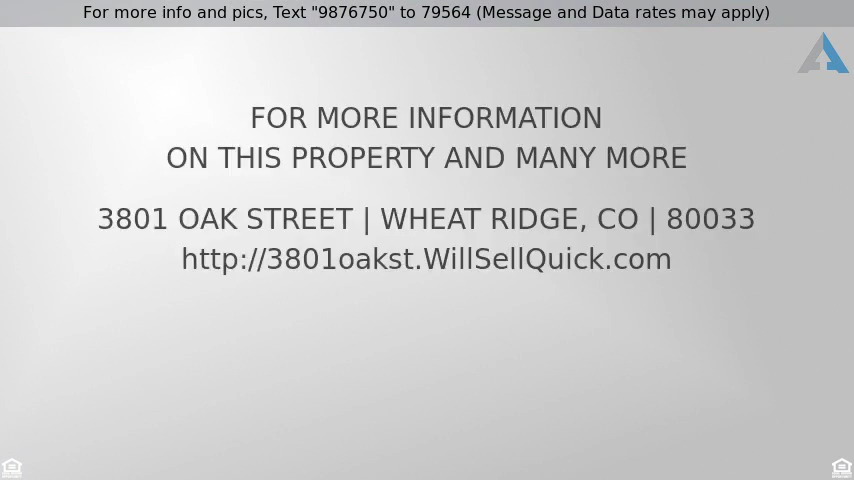 For more info and pics, Text "9876750" to 79564 (Message and Data rates may apply)
FOR MORE INFORMATION
ON THIS PROPERTY AND MANY MORE
3801 OAK STREET | WHEAT RIDGE, CO | 80033
http://3801oakst.WillSellQuick.com